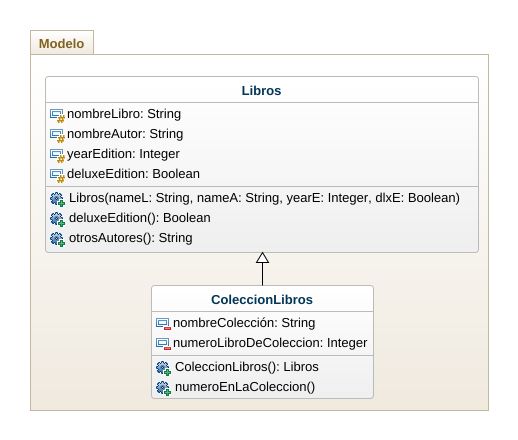 Modelo
Libros
nombreLibro: String
nombreAutor: String
yearEdition: Integer
deluxeEdition: Boolean
Libros(nameL: String, nameA: String, yearE: Integer, dlxE: Boolean)
deluxeEdition(): Boolean
otrosAutores(): String
ColeccionLibros
nombreColección: String
numeroLibroDeColeccion: Integer
ColeccionLibros(): Libros
numeroEnLaColeccion()